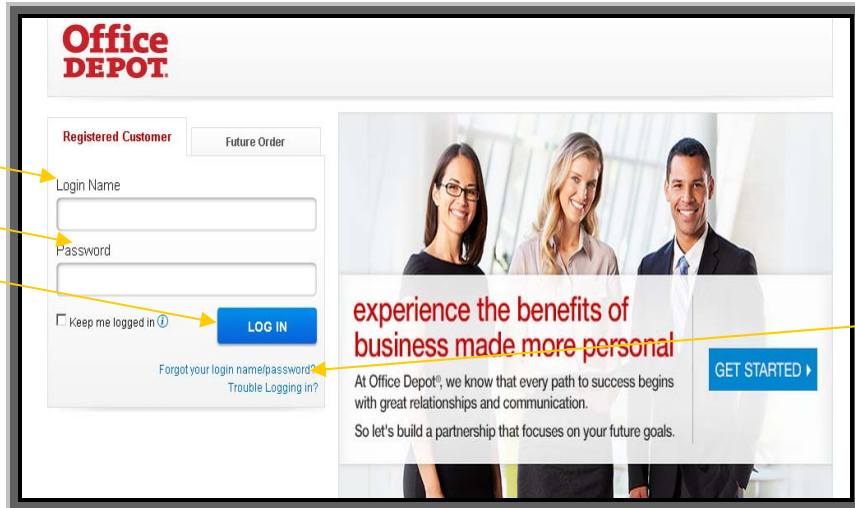 Office
DEPOT.
Registered Customer
Future Order
Login Name
Password
Keep me logged in i
LOG IN
Forgot your login name/password?
Trouble Logging in?
experience the benefits of
business made more personal
At Office Depot®, we know that every path to success begins
with great relationships and communication.
So let's build a partnership that focuses on your future goals.
GET STARTED